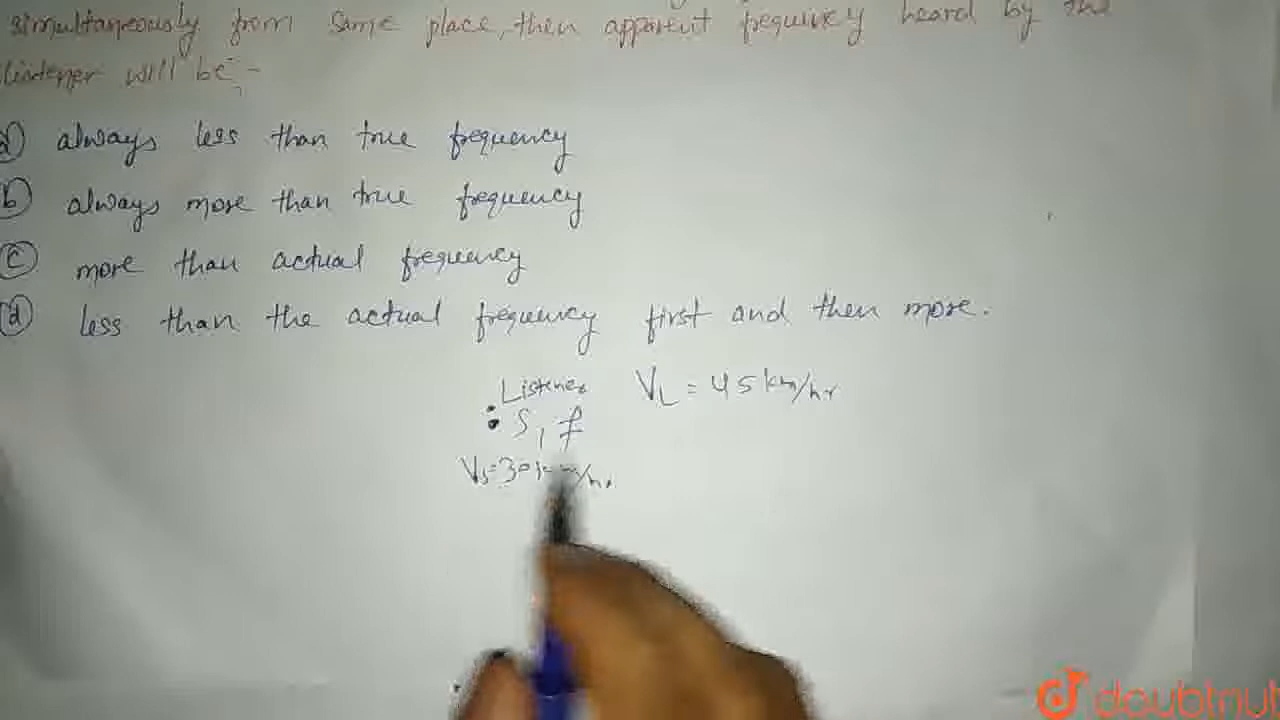 simultaneously from same place, then apparent frequency heard by the
listener will be,-
a) always less than true frequency
b) always more than true frequency
c) more than actual frequency
d) less than the actual frequency first and then more.
Listener VL = 45 km/hr
S, f
Vs=30km/hr
doubtnut